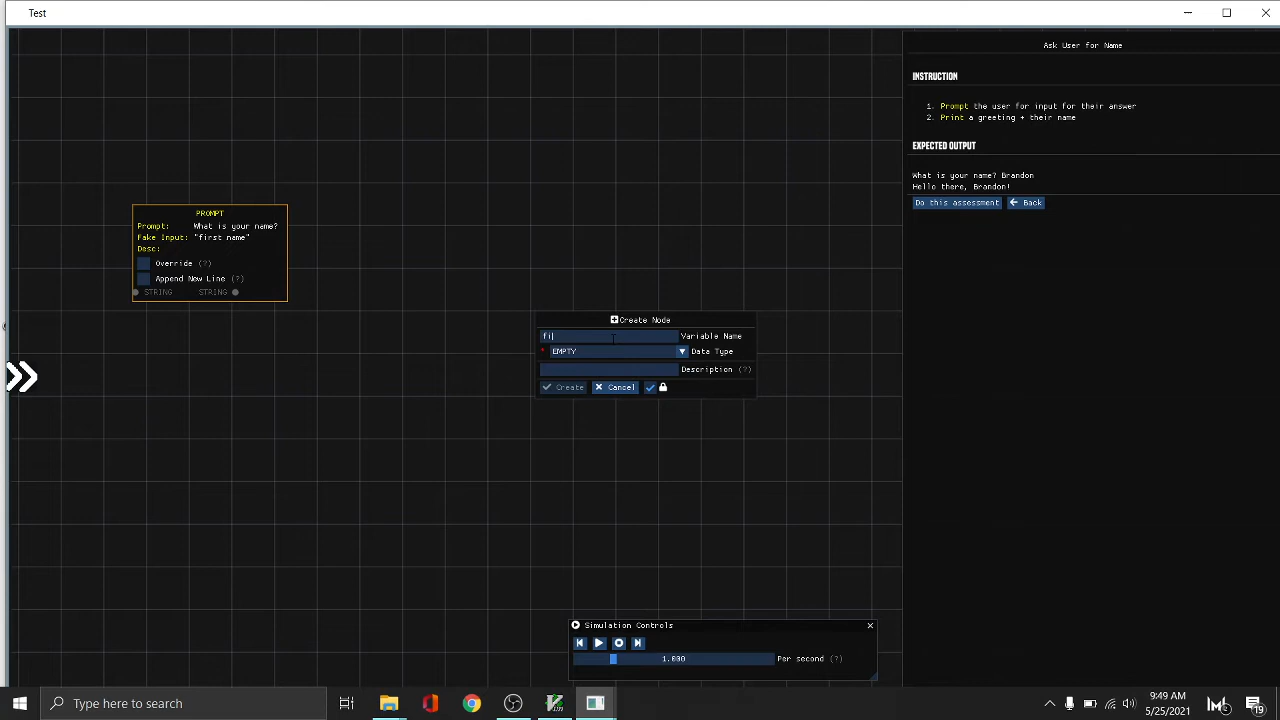 Test
Ask User for Name
INSTRUCTION
1. Prompt the user for input for their answer
2. Print a greeting + their name
EXPECTED OUTPUT
What is your name? Brandon
Hello there, Brandon!
Do this assessment
Back
PROMPT
Prompt: What is your name?
Fake Input: "first name"
Desc:
Override (?)
Append New Line (?)
STRING STRING
Create Node
fi
Variable Name
* EMPTY
Data Type
Description (?)
Create
Cancel
Simulation Controls
1.000
Per second (?)
Type here to search
9:49 AM
5/25/2021
19